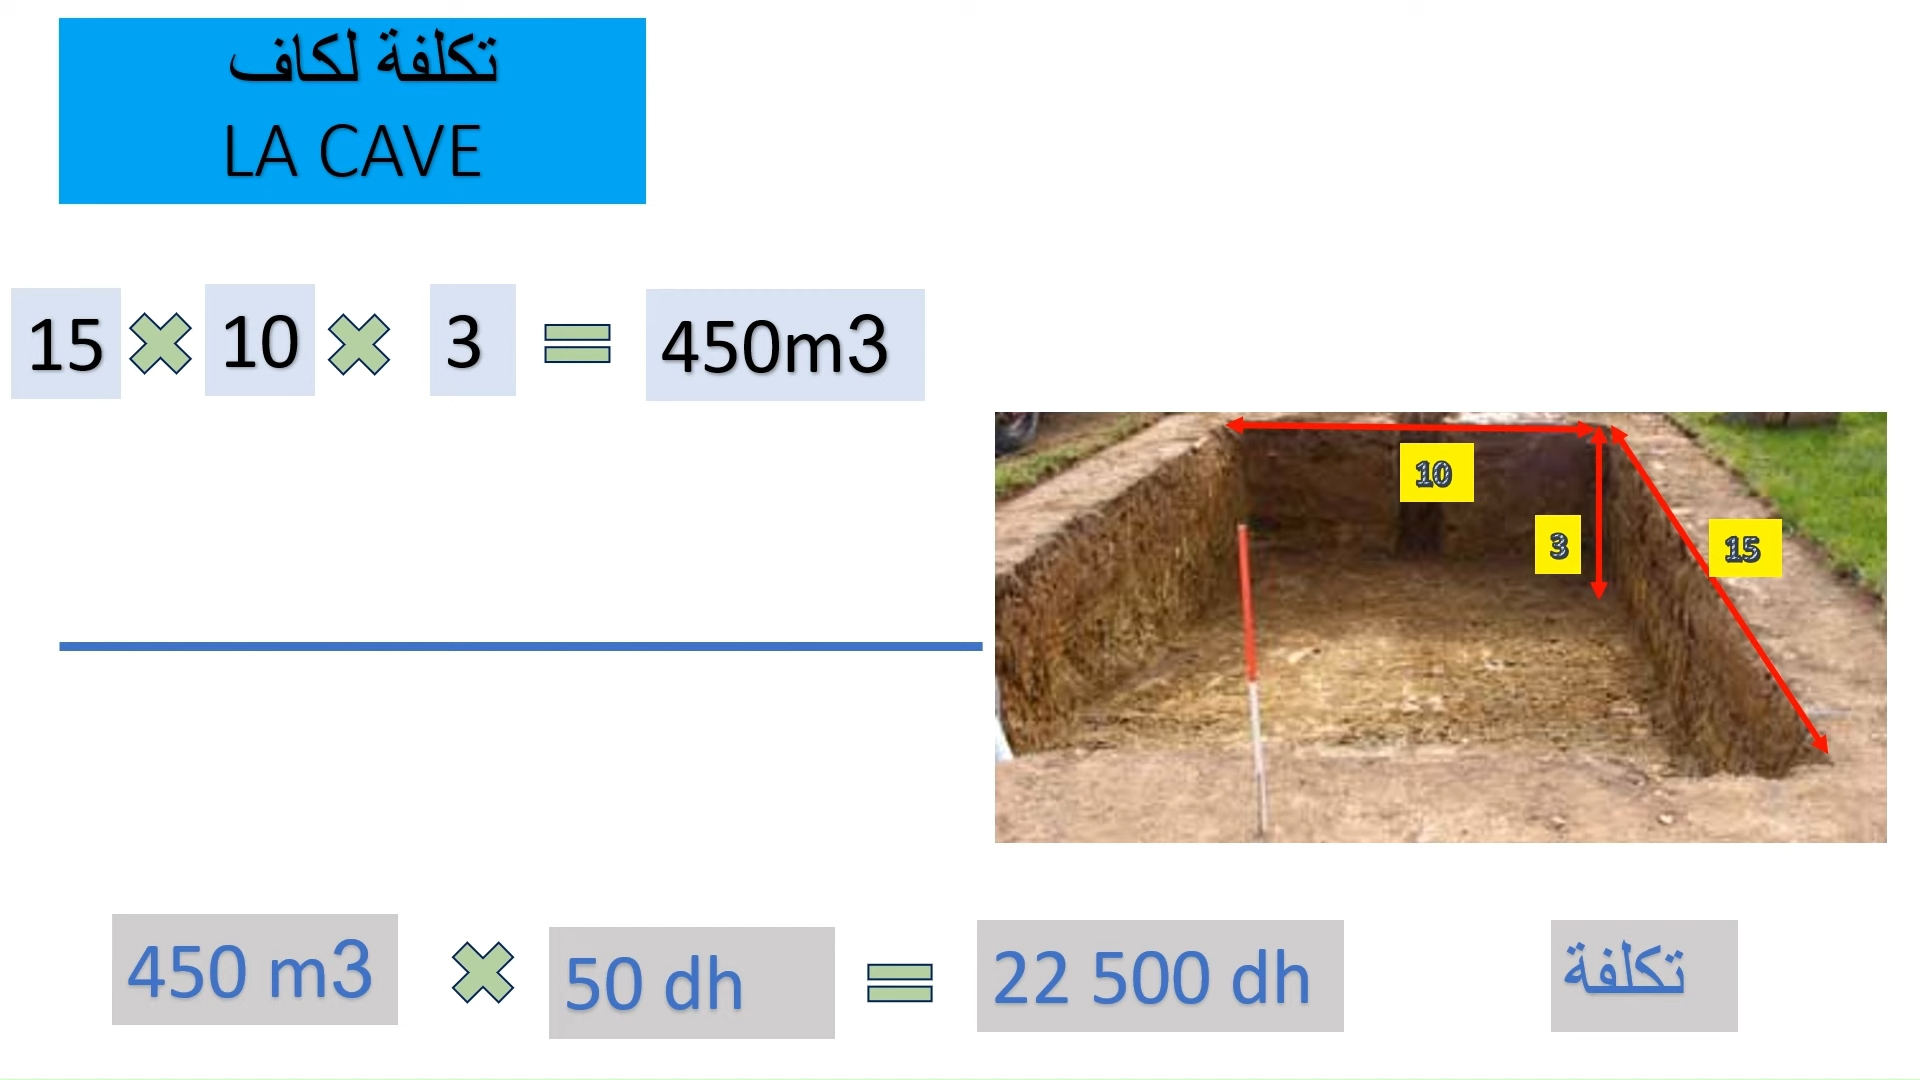 تكلفة لكاف
LA CAVE
15 × 10 × 3 = 450m3
10
3
15
450 m3 × 50 dh = 22 500 dh
تكلفة